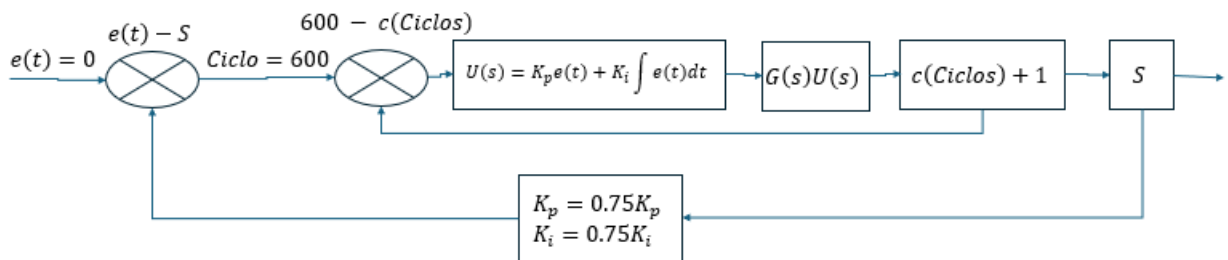 e(t) = 0
e(t) − S
Ciclo = 600
600 − c(Ciclos)
U(s) = K_p e(t) + K_i ∫ e(t)dt
G(s)U(s)
c(Ciclos) + 1
S
K_p = 0.75K_p
K_i = 0.75K_i